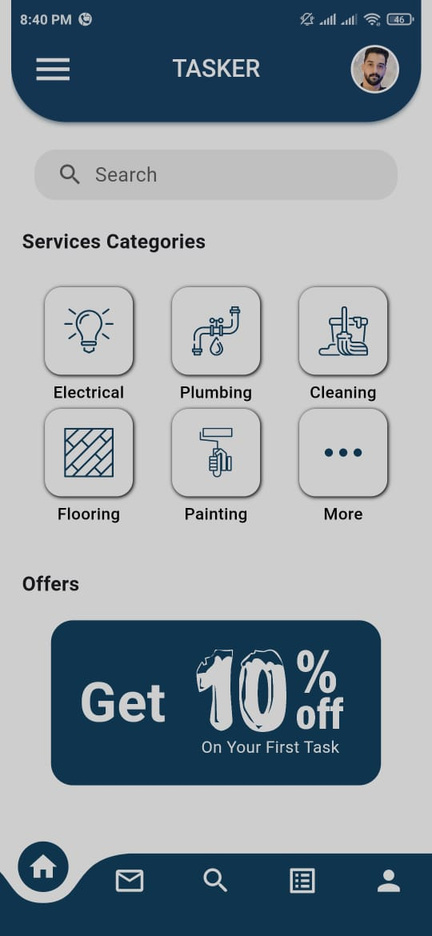 8:40 PM
46
TASKER
Search
Services Categories
Electrical Plumbing Cleaning
Flooring Painting More
Offers
Get 10% off
On Your First Task